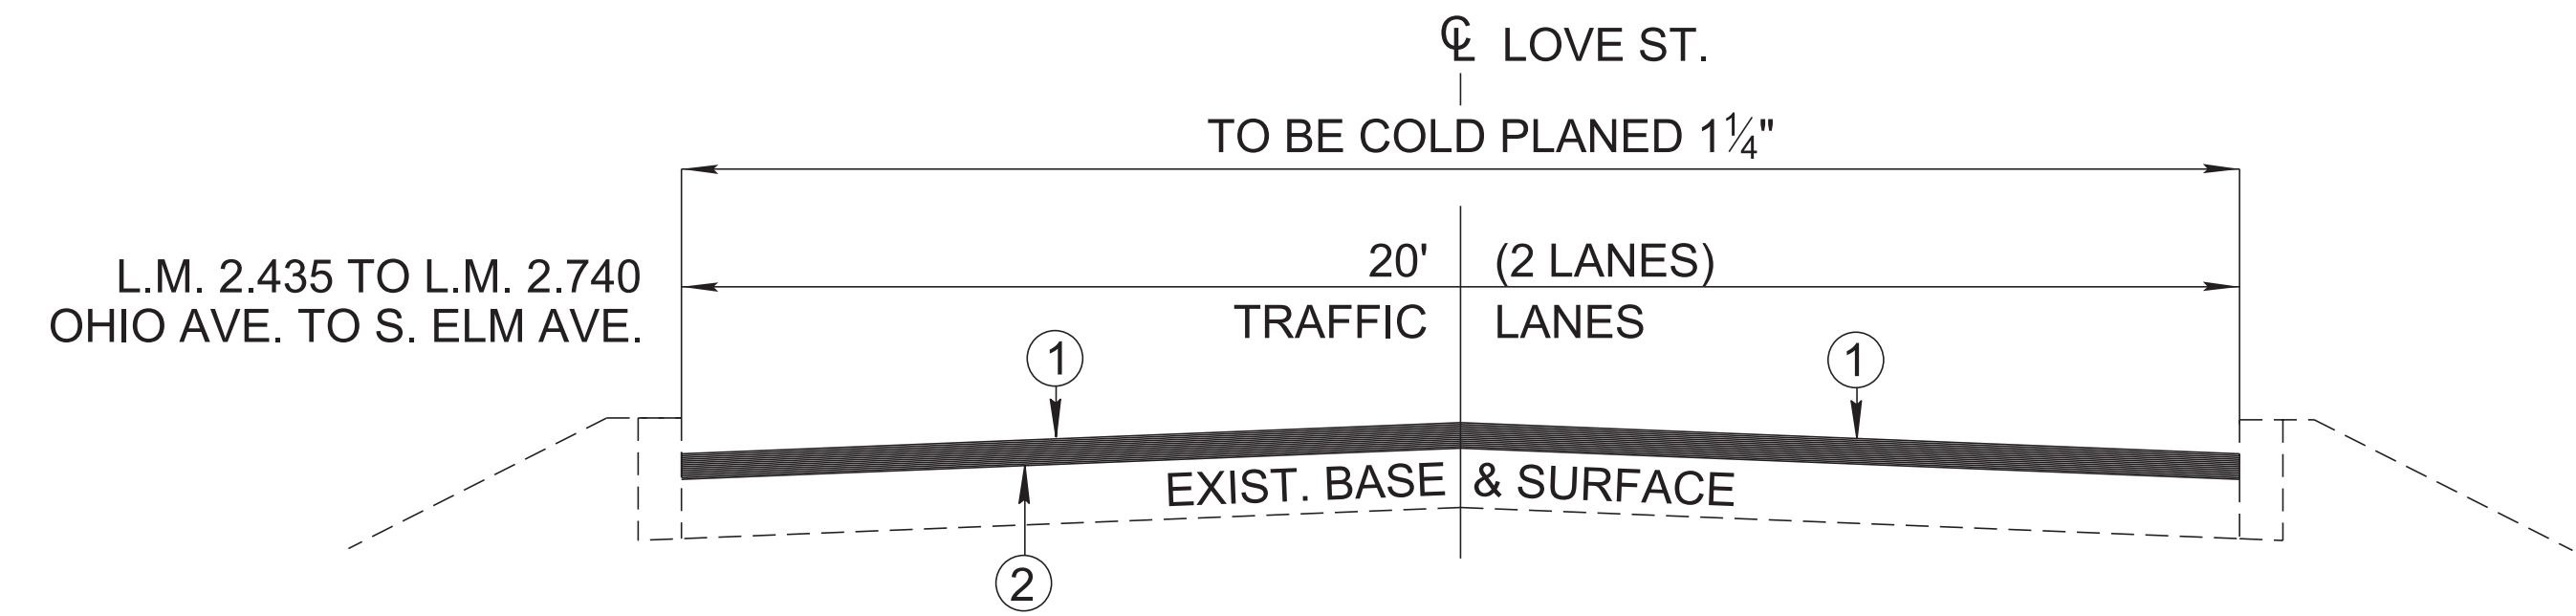 ℄ LOVE ST.
TO BE COLD PLANED 1¼"
L.M. 2.435 TO L.M. 2.740
OHIO AVE. TO S. ELM AVE.
20' (2 LANES)
TRAFFIC LANES
1
1
EXIST. BASE & SURFACE
2